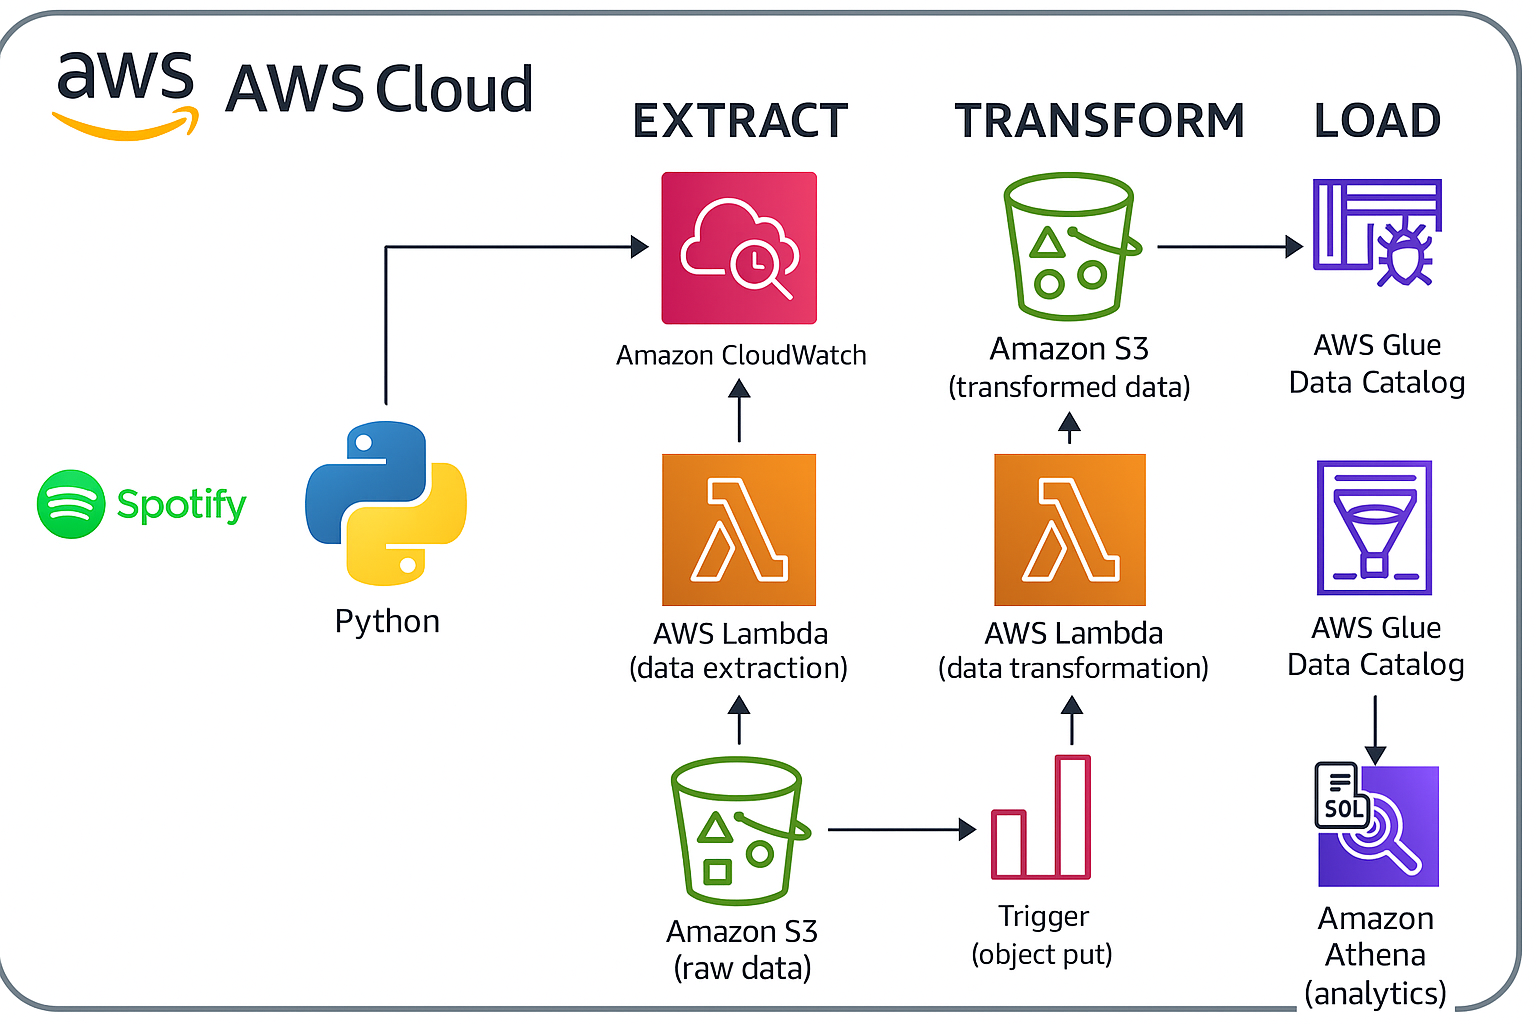 aws
AWS Cloud
EXTRACT
TRANSFORM
LOAD
Amazon CloudWatch
Amazon S3
(transformed data)
AWS Glue
Data Catalog
Spotify
Python
AWS Lambda
(data extraction)
AWS Lambda
(data transformation)
AWS Glue
Data Catalog
SOL
Amazon S3
(raw data)
Trigger
(object put)
Amazon
Athena
(analytics)